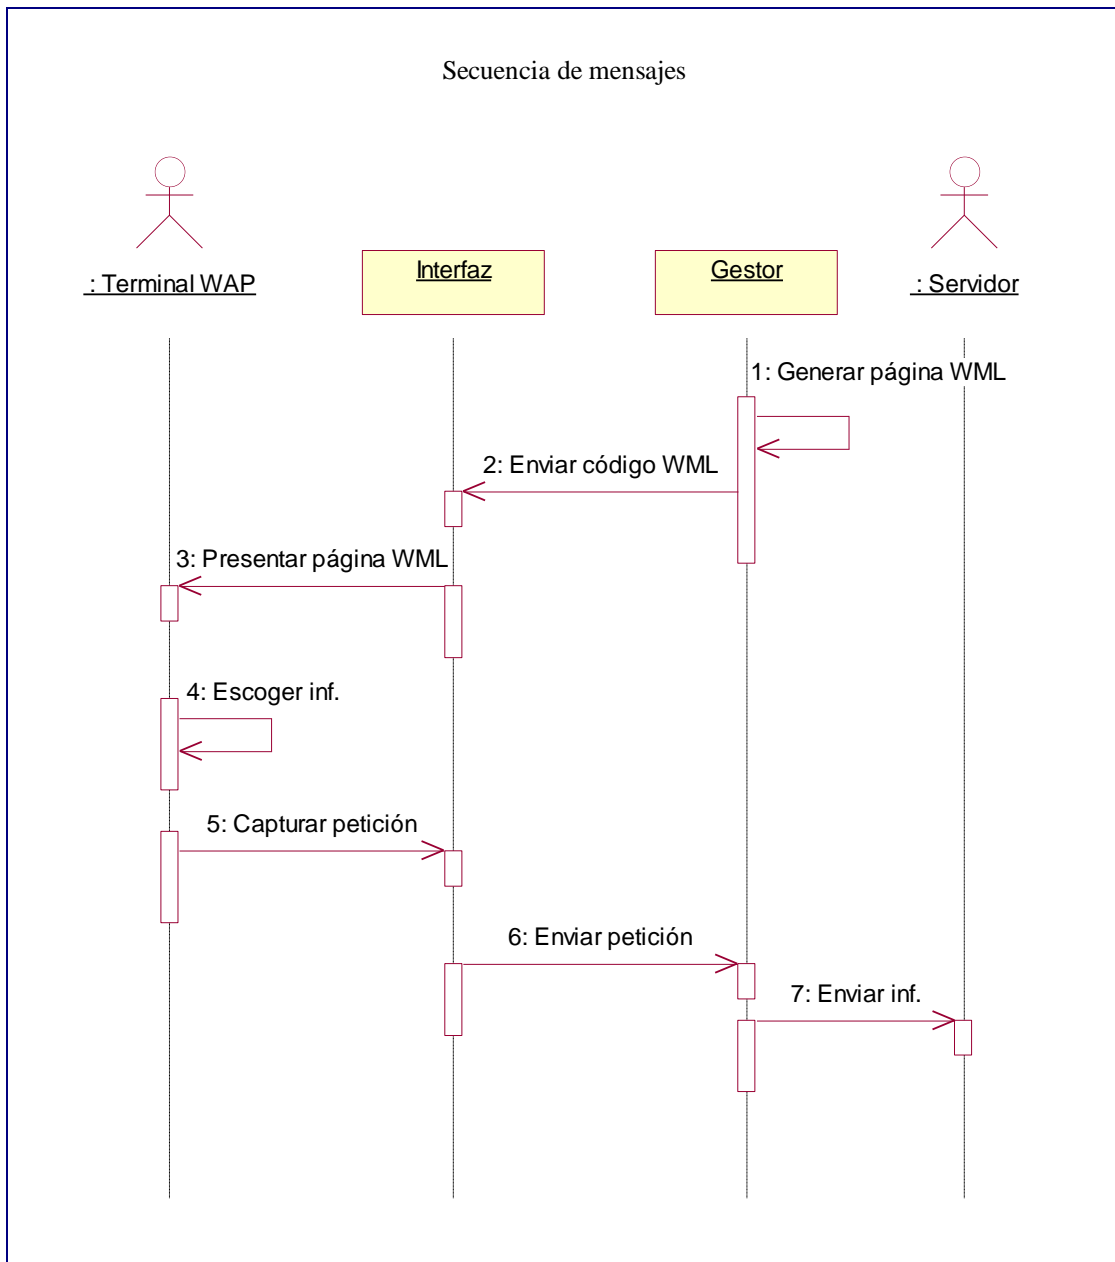 Secuencia de mensajes
: Terminal WAP
Interfaz
Gestor
: Servidor
1: Generar página WML
2: Enviar código WML
3: Presentar página WML
4: Escoger inf.
5: Capturar petición
6: Enviar petición
7: Enviar inf.